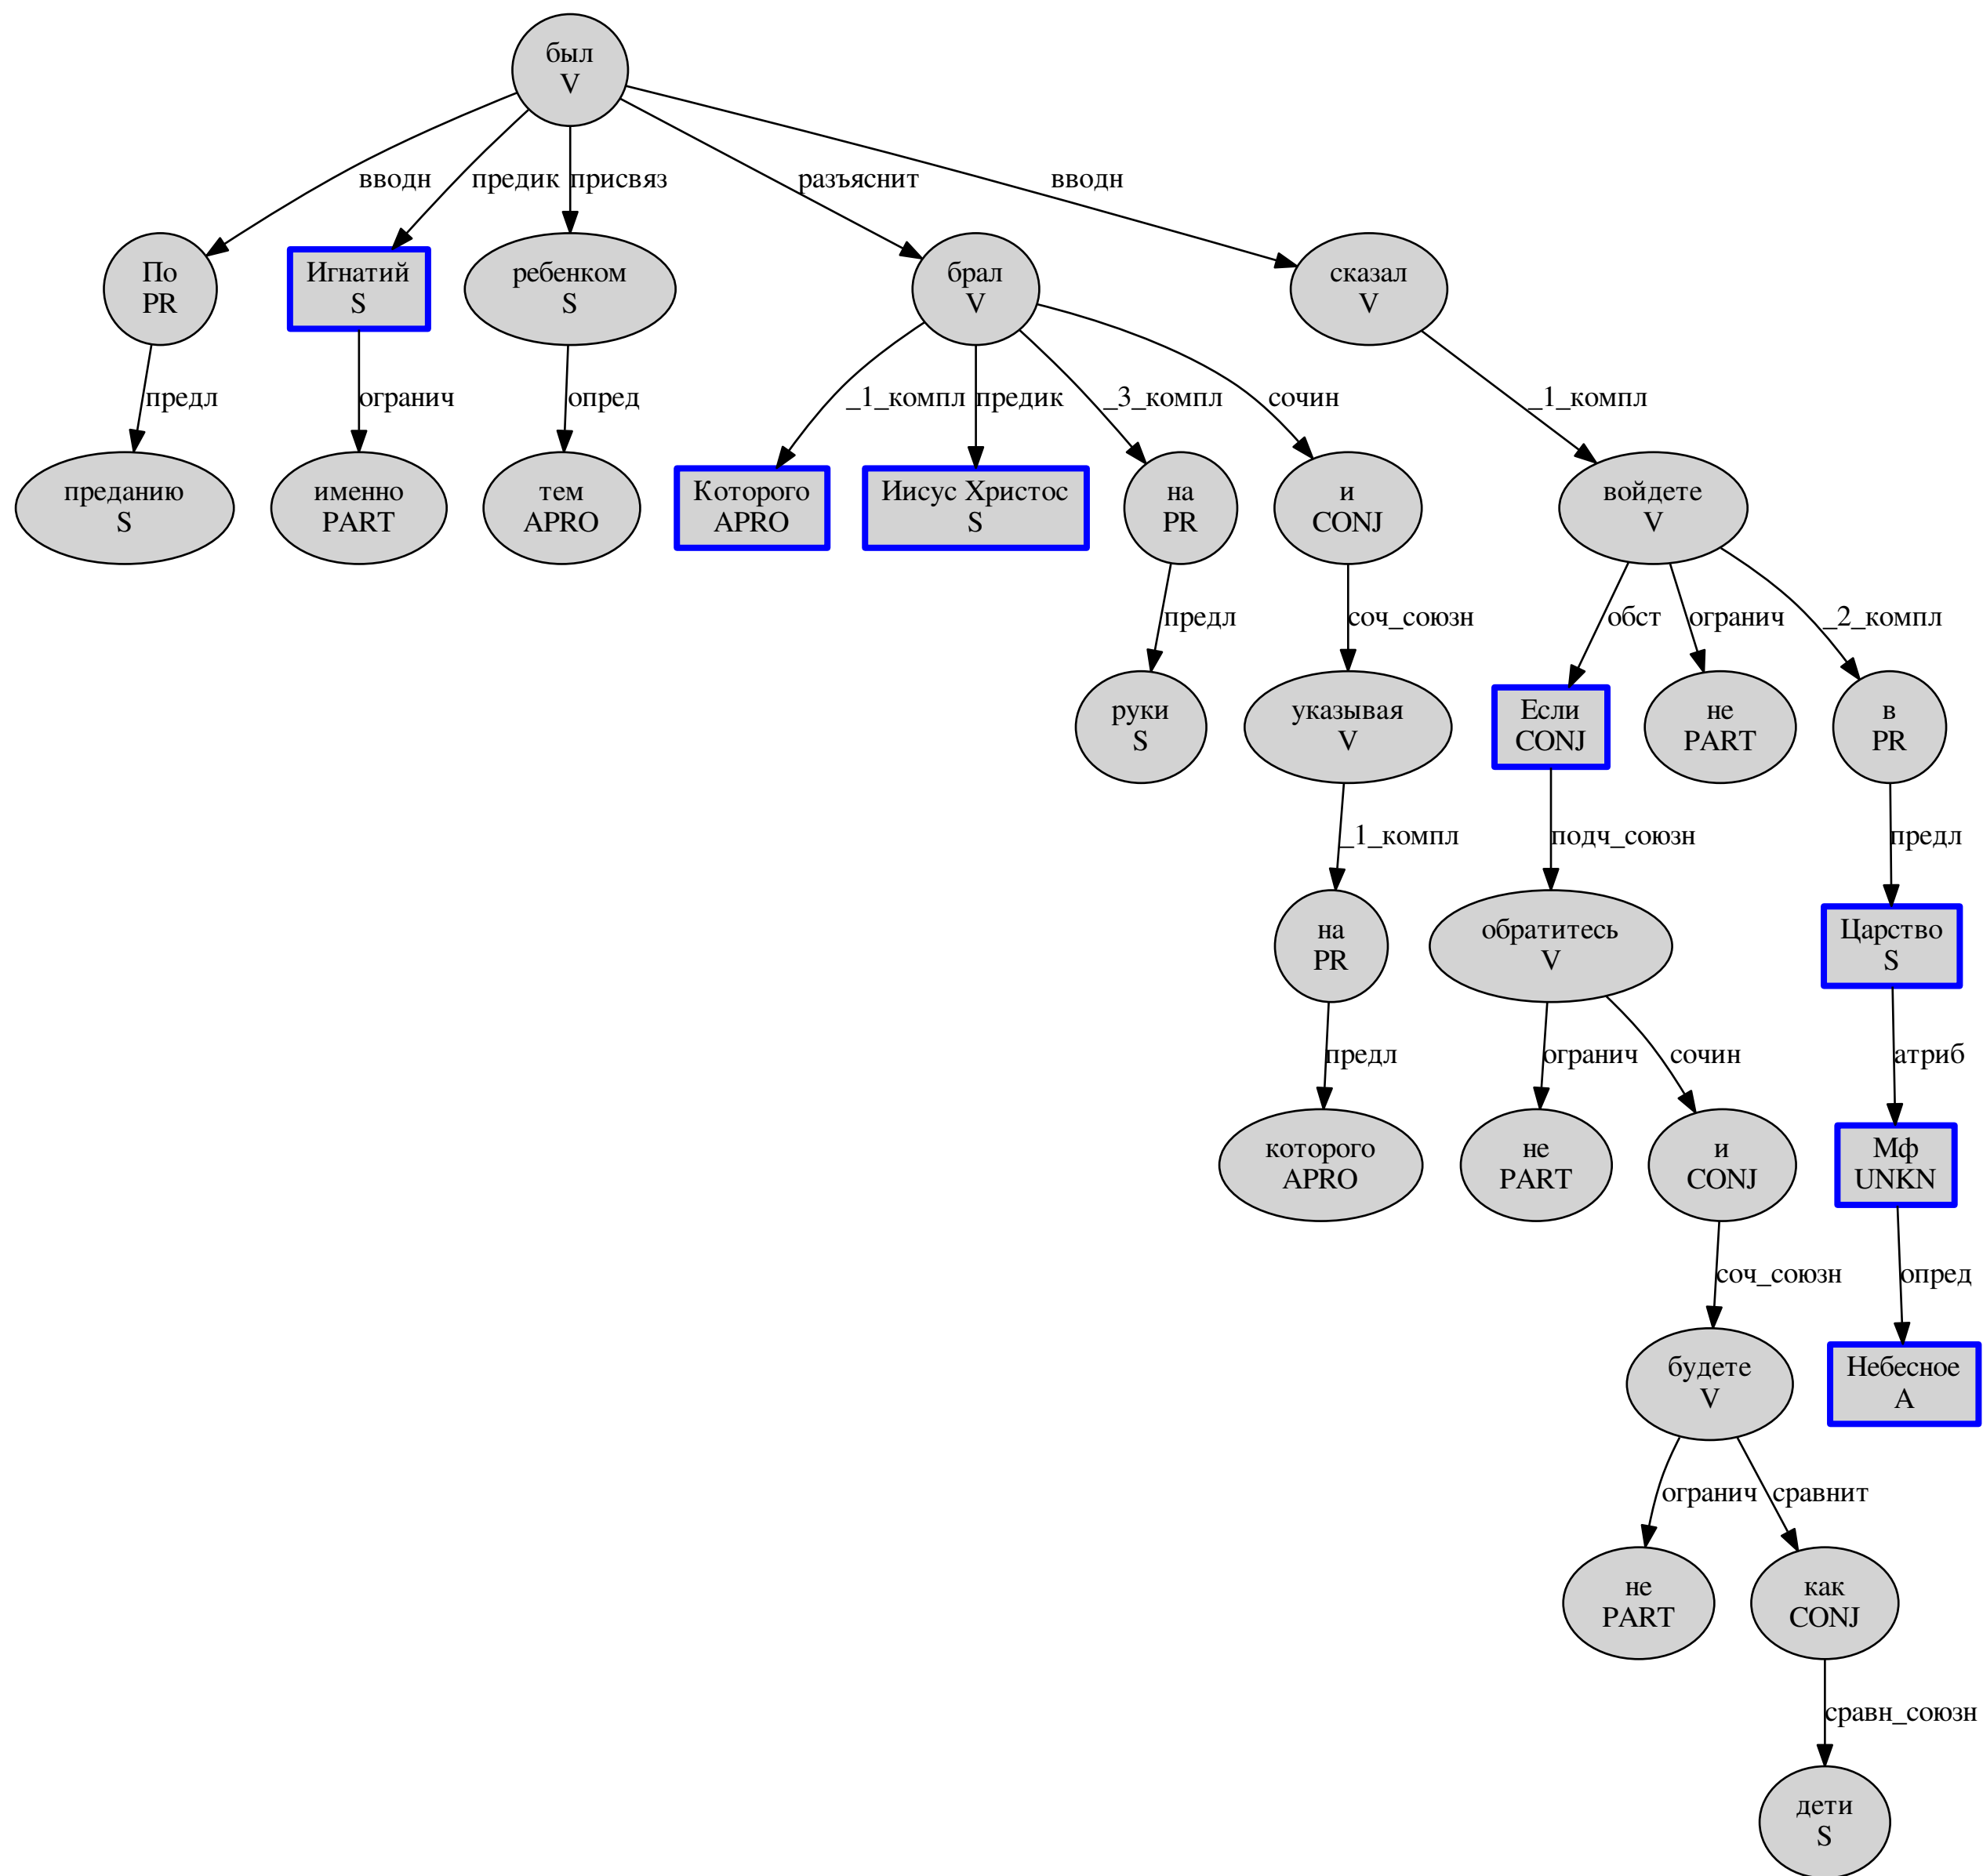 был
V
вводн
предик
присвяз
разъяснит
вводн
По
PR
Игнатий
S
ребенком
S
брал
V
сказал
V
предл
огранич
опред
_1_компл
предик
_3_компл
сочин
_1_компл
преданию
S
именно
PART
тем
APRO
Которого
APRO
Иисус Христос
S
на
PR
и
CONJ
войдете
V
предл
соч_союзн
обст
огранич
_2_компл
руки
S
указывая
V
Если
CONJ
не
PART
в
PR
_1_компл
подч_союзн
предл
на
PR
обратитесь
V
Царство
S
предл
огранич
сочин
атриб
которого
APRO
не
PART
и
CONJ
Мф
UNKN
соч_союзн
опред
будете
V
Небесное
A
огранич
сравнит
не
PART
как
CONJ
сравн_союзн
дети
S